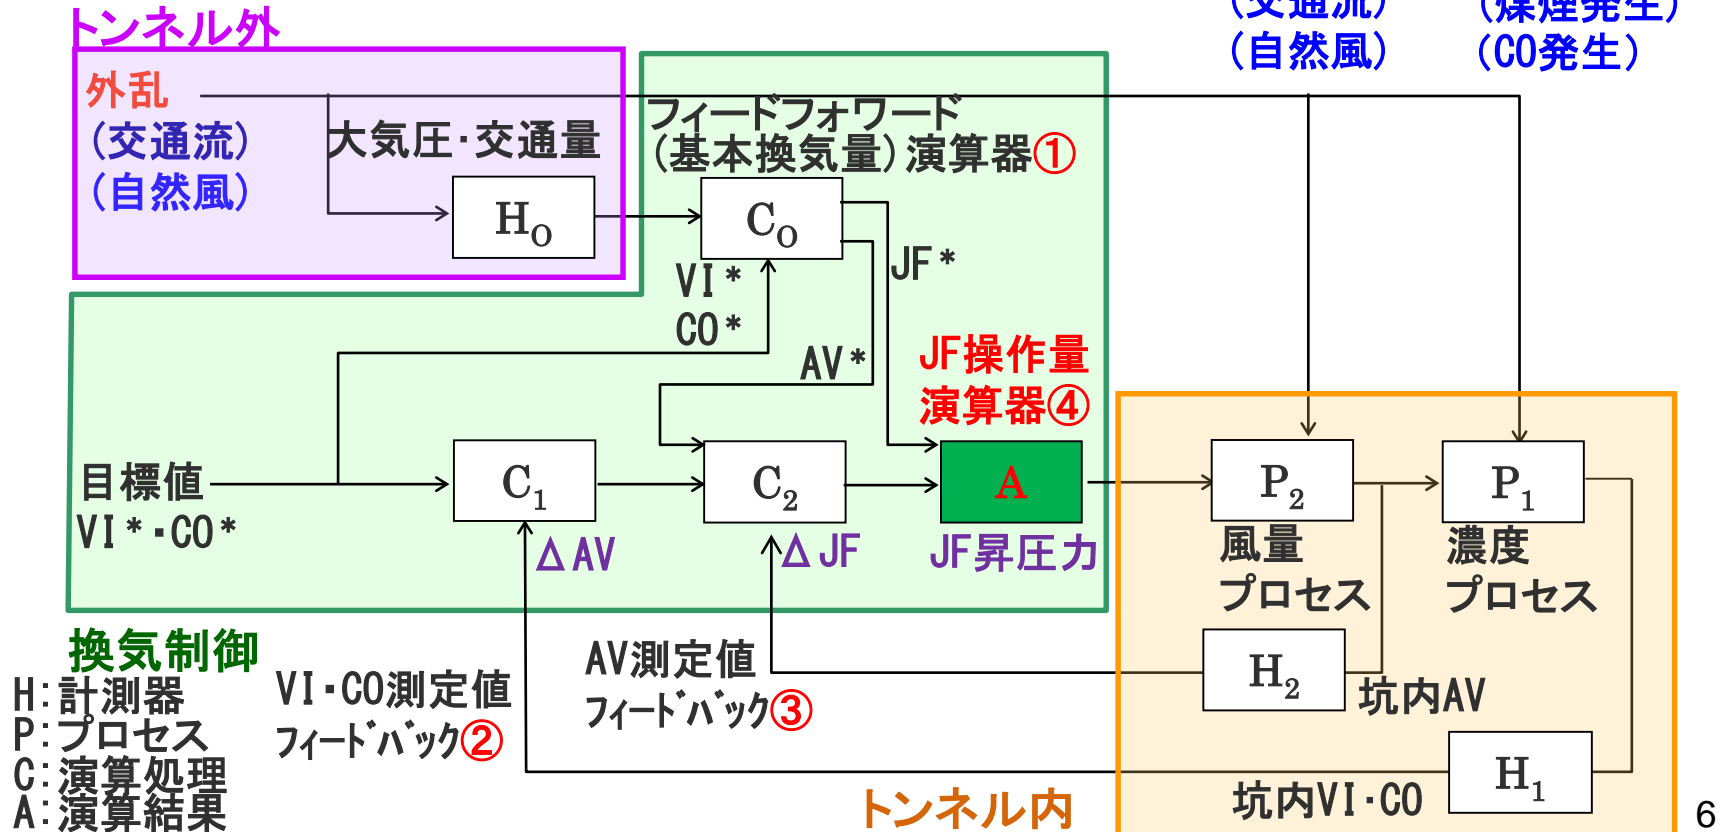 トンネル外
(交通流)
(煤煙発生)
(自然風)
(CO発生)
外乱
(交通流)
(自然風)
大気圧・交通量
H0
フィードフォワード
(基本換気量)演算器①
C0
VI*
CO*
JF*
AV*
JF操作量
演算器④
目標値
VI*・CO*
C1
C2
A
P2
P1
ΔAV
ΔJF
JF昇圧力
風量
プロセス
濃度
プロセス
換気制御
H:計測器
P:プロセス
C:演算処理
A:演算結果
VI・CO測定値
フィードバック②
AV測定値
フィードバック③
H2
坑内AV
H1
坑内VI・CO
トンネル内
6